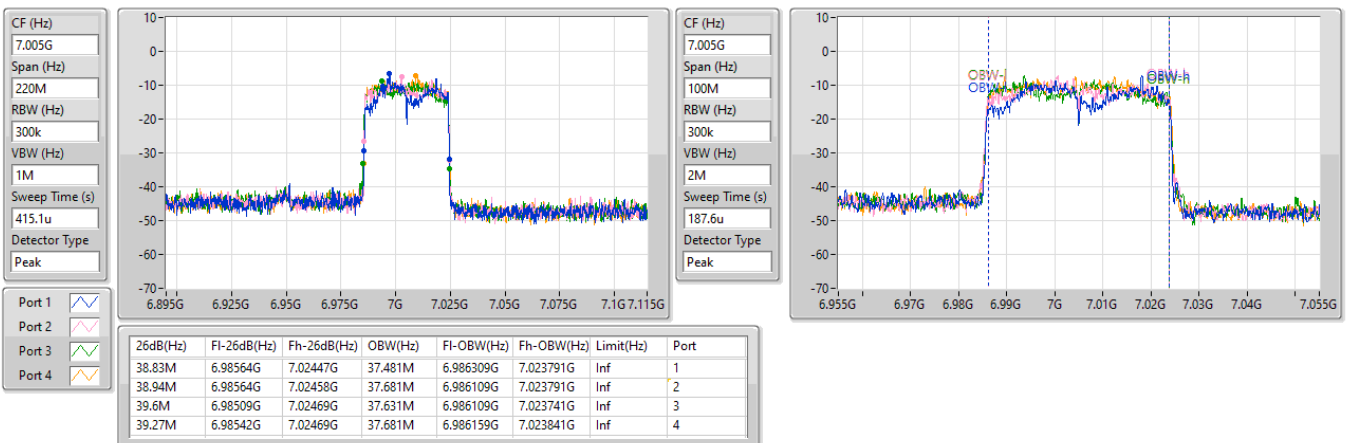 CF (Hz)
7.005G
Span (Hz)
220M
RBW (Hz)
300k
VBW (Hz)
1M
Sweep Time (s)
415.1u
Detector Type
Peak
10
0
-10
-20
-30
-40
-50
-60
-70
6.895G 6.925G 6.95G 6.975G 7G 7.025G 7.05G 7.075G 7.1G 7.115G
CF (Hz)
7.005G
Span (Hz)
100M
RBW (Hz)
300k
VBW (Hz)
2M
Sweep Time (s)
187.6u
Detector Type
Peak
10
0
-10
-20
-30
-40
-50
-60
-70
OBW-h
6.955G 6.97G 6.98G 6.99G 7G 7.01G 7.02G 7.03G 7.04G 7.055G
Port 1
Port 2
Port 3
Port 4
26dB(Hz) Fl-26dB(Hz) Fh-26dB(Hz) OBW(Hz) Fl-OBW(Hz) Fh-OBW(Hz) Limit(Hz) Port
38.83M 6.98564G 7.02447G 37.481M 6.986309G 7.023791G Inf 1
38.94M 6.98564G 7.02458G 37.681M 6.986109G 7.023791G Inf 2
39.6M 6.98509G 7.02469G 37.631M 6.986109G 7.023741G Inf 3
39.27M 6.98542G 7.02469G 37.681M 6.986159G 7.023841G Inf 4